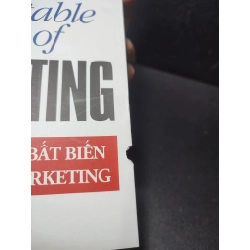 table
of
TING
BẤT BIẾN
RKETING